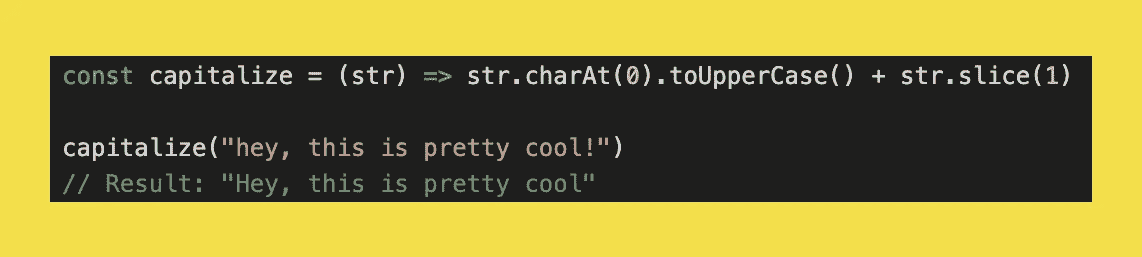 const capitalize = (str) => str.charAt(0).toUpperCase() + str.slice(1)
capitalize("hey, this is pretty cool!")
// Result: "Hey, this is pretty cool"